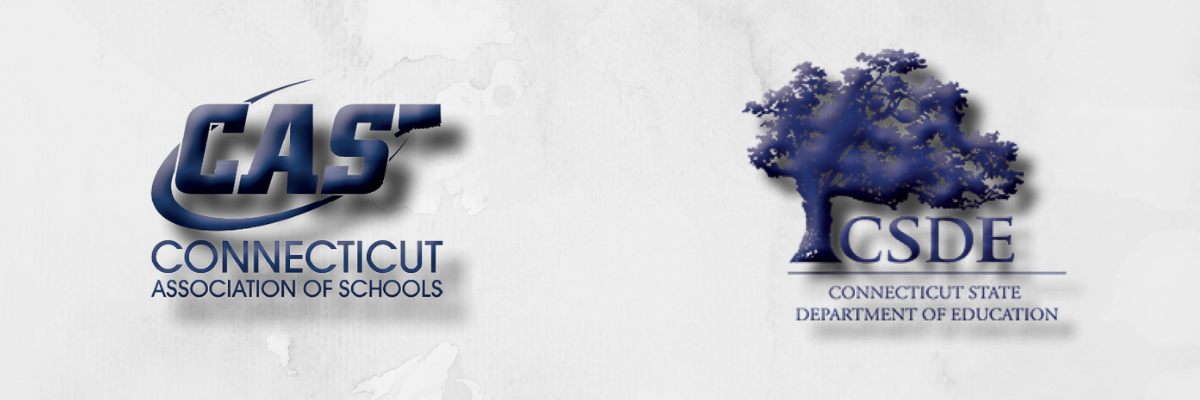 CAS
CONNECTICUT
ASSOCIATION OF SCHOOLS
CSDE
CONNECTICUT STATE
DEPARTMENT OF EDUCATION